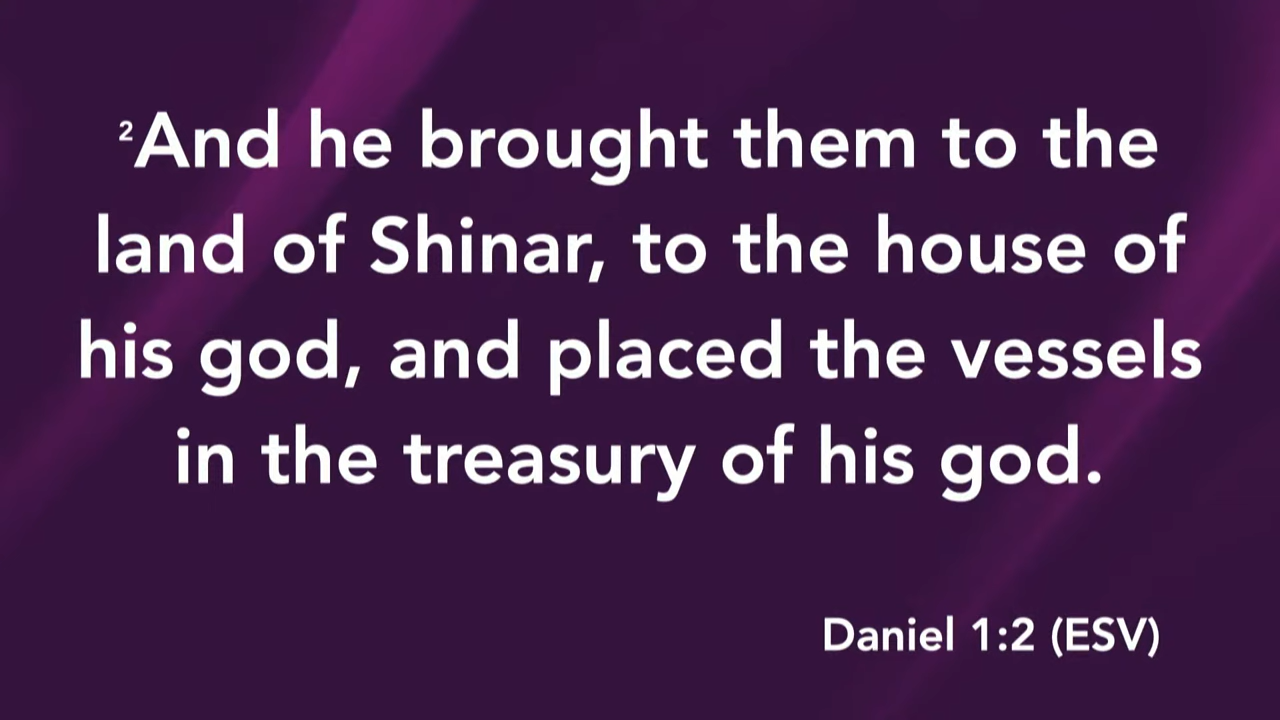 ²And he brought them to the
land of Shinar, to the house of
his god, and placed the vessels
in the treasury of his god.
Daniel 1:2 (ESV)